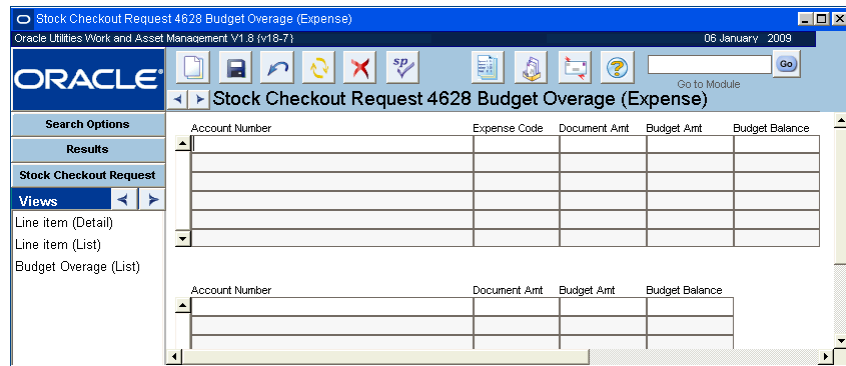 Stock Checkout Request 4628 Budget Overage (Expense)
Oracle Utilities Work and Asset Management V1.8 {v18-7} 06 January 2009
ORACLE
sp
Go
Go to Module
Stock Checkout Request 4628 Budget Overage (Expense)
Search Options
Results
Stock Checkout Request
Views
Line item (Detail)
Line item (List)
Budget Overage (List)
Account Number Expense Code Document Amt Budget Amt Budget Balance
Account Number Document Amt Budget Amt Budget Balance